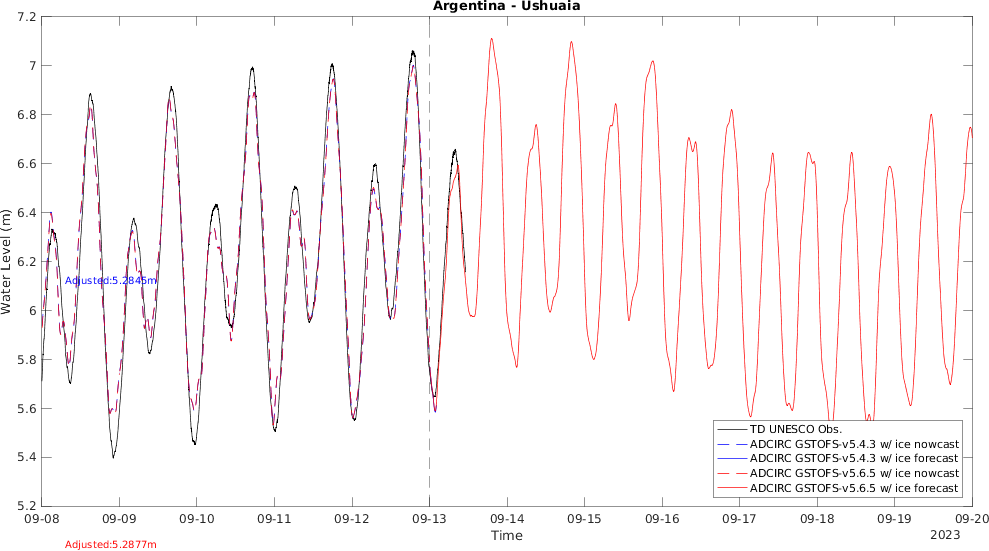 Argentina - Ushuaia
Water Level (m)
7.2
7
6.8
6.6
6.4
6.2
6
5.8
5.6
5.4
5.2
Adjusted:5.2845m
TD UNESCO Obs.
ADCIRC GSTOFS-v5.4.3 w/ ice nowcast
ADCIRC GSTOFS-v5.4.3 w/ ice forecast
ADCIRC GSTOFS-v5.6.5 w/ ice nowcast
ADCIRC GSTOFS-v5.6.5 w/ ice forecast
09-08 09-09 09-10 09-11 09-12 09-13 09-14 09-15 09-16 09-17 09-18 09-19 09-20
Time
2023
Adjusted:5.2877m